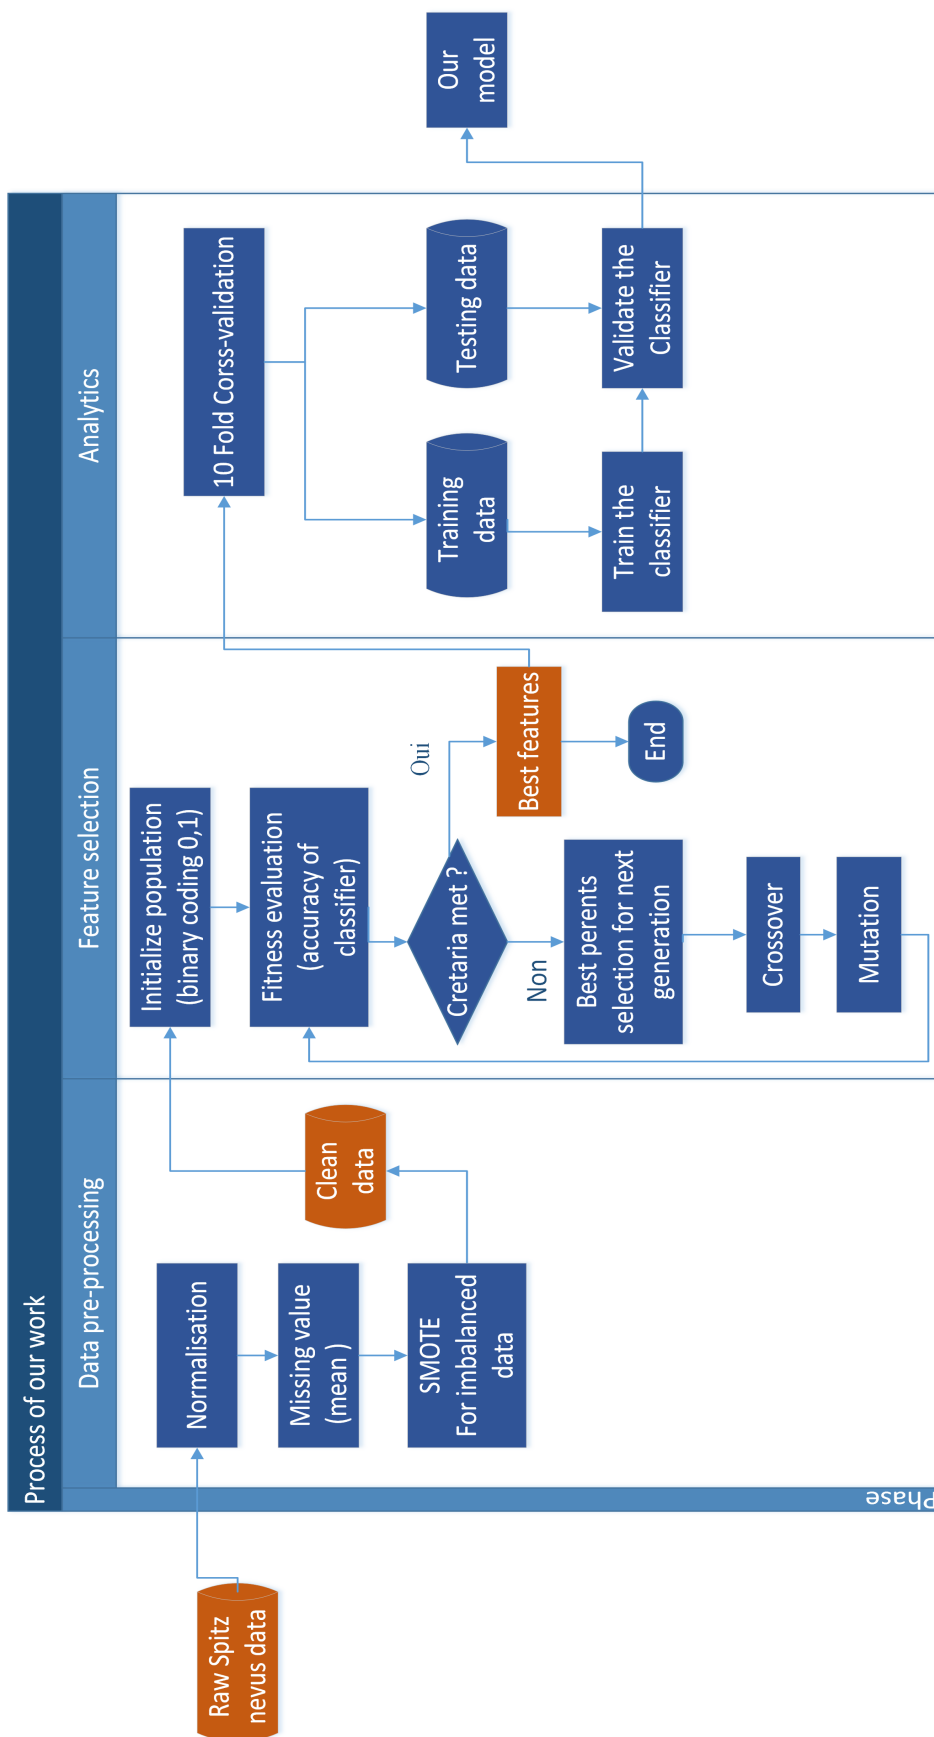 Process of our work
Data pre-processing
Feature selection
Analytics
Phase
Raw Spitz
nevus data
Normalisation
Missing value
(mean )
SMOTE
For imbalanced
data
Clean
data
Initialize population
(binary coding 0,1)
Fitness evaluation
(accuracy of
classifier)
Cretaria met ?
Oui
Non
Best features
End
Best perents
selection for next
generation
Crossover
Mutation
10 Fold Corss-validation
Training
data
Testing data
Train the
classifier
Validate the
Classifier
Our
model